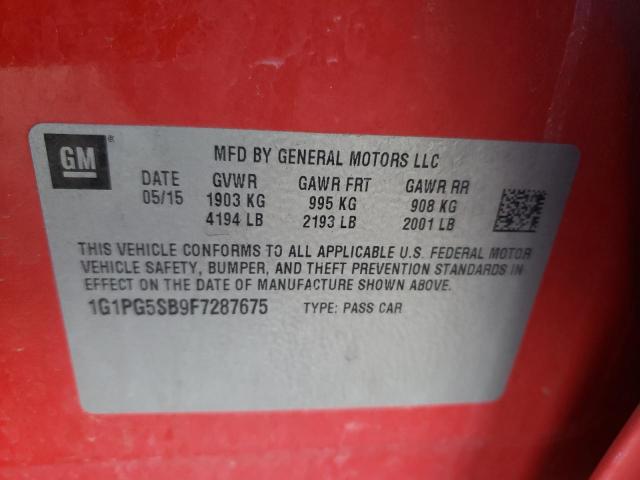 GM ®
MFD BY GENERAL MOTORS LLC
DATE GVWR GAWR FRT GAWR RR
05/15 1903 KG 995 KG 908 KG
4194 LB 2193 LB 2001 LB
THIS VEHICLE CONFORMS TO ALL APPLICABLE U.S. FEDERAL MOTOR
VEHICLE SAFETY, BUMPER, AND THEFT PREVENTION STANDARDS IN
EFFECT ON THE DATE OF MANUFACTURE SHOWN ABOVE.
1G1PG5SB9F7287675 TYPE: PASS CAR